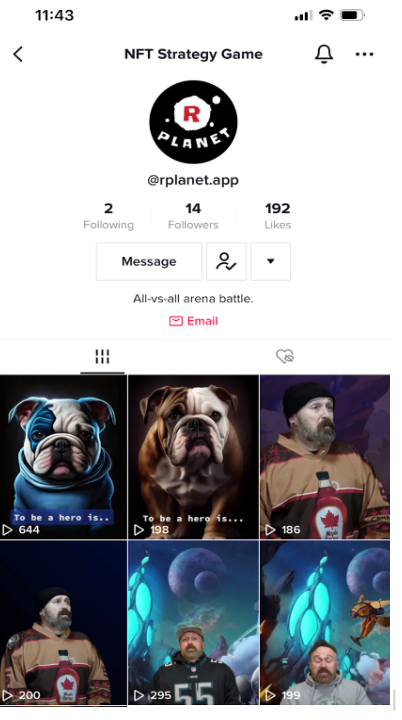 11:43
NFT Strategy Game
R
PLANET
@rplanet.app
2 14 192
Following Followers Likes
Message
All-vs-all arena battle.
Email
To be a hero is..
644
To be a hero is...
198
186
200
55
295
199